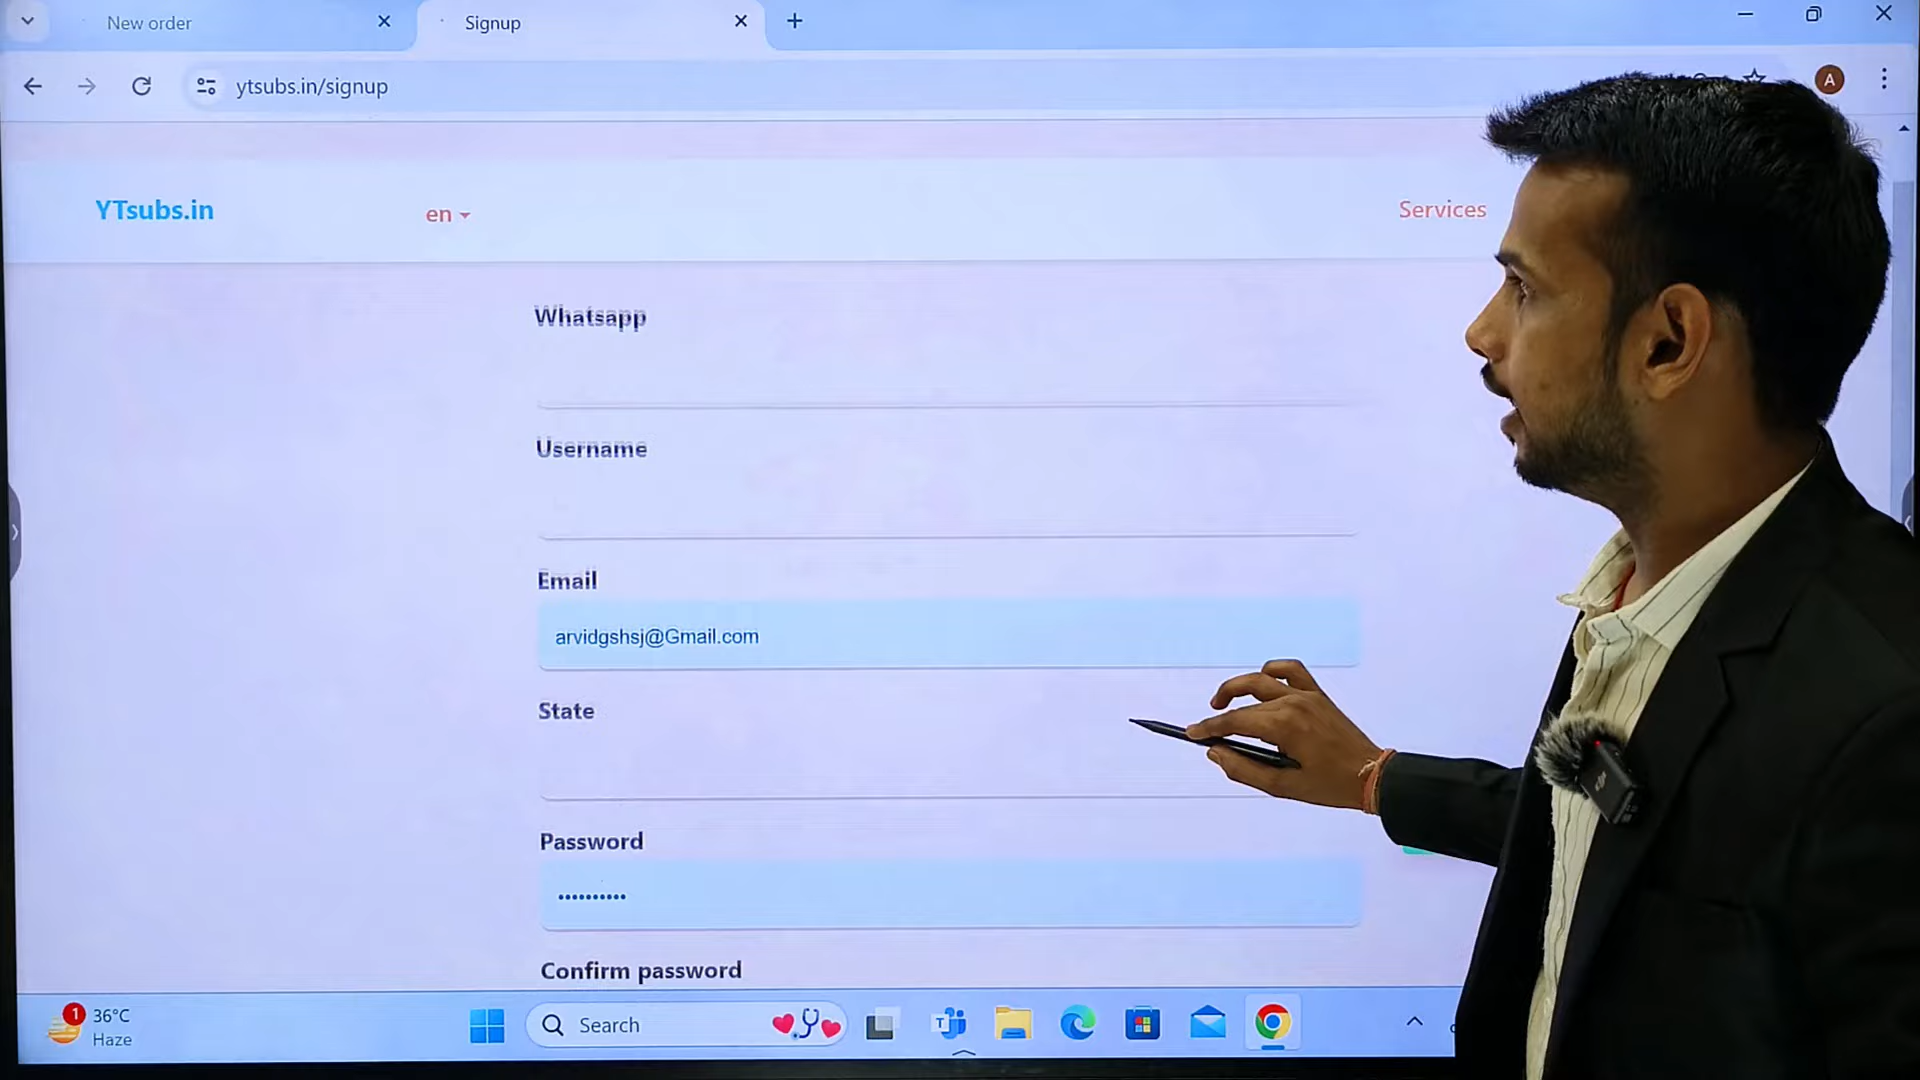 New order
Signup
ytsubs.in/signup
A
YTsubs.in
en
Services
Whatsapp
Username
Email
arvidgshsj@Gmail.com
State
Password
Confirm password
1
36°C
Haze
Search